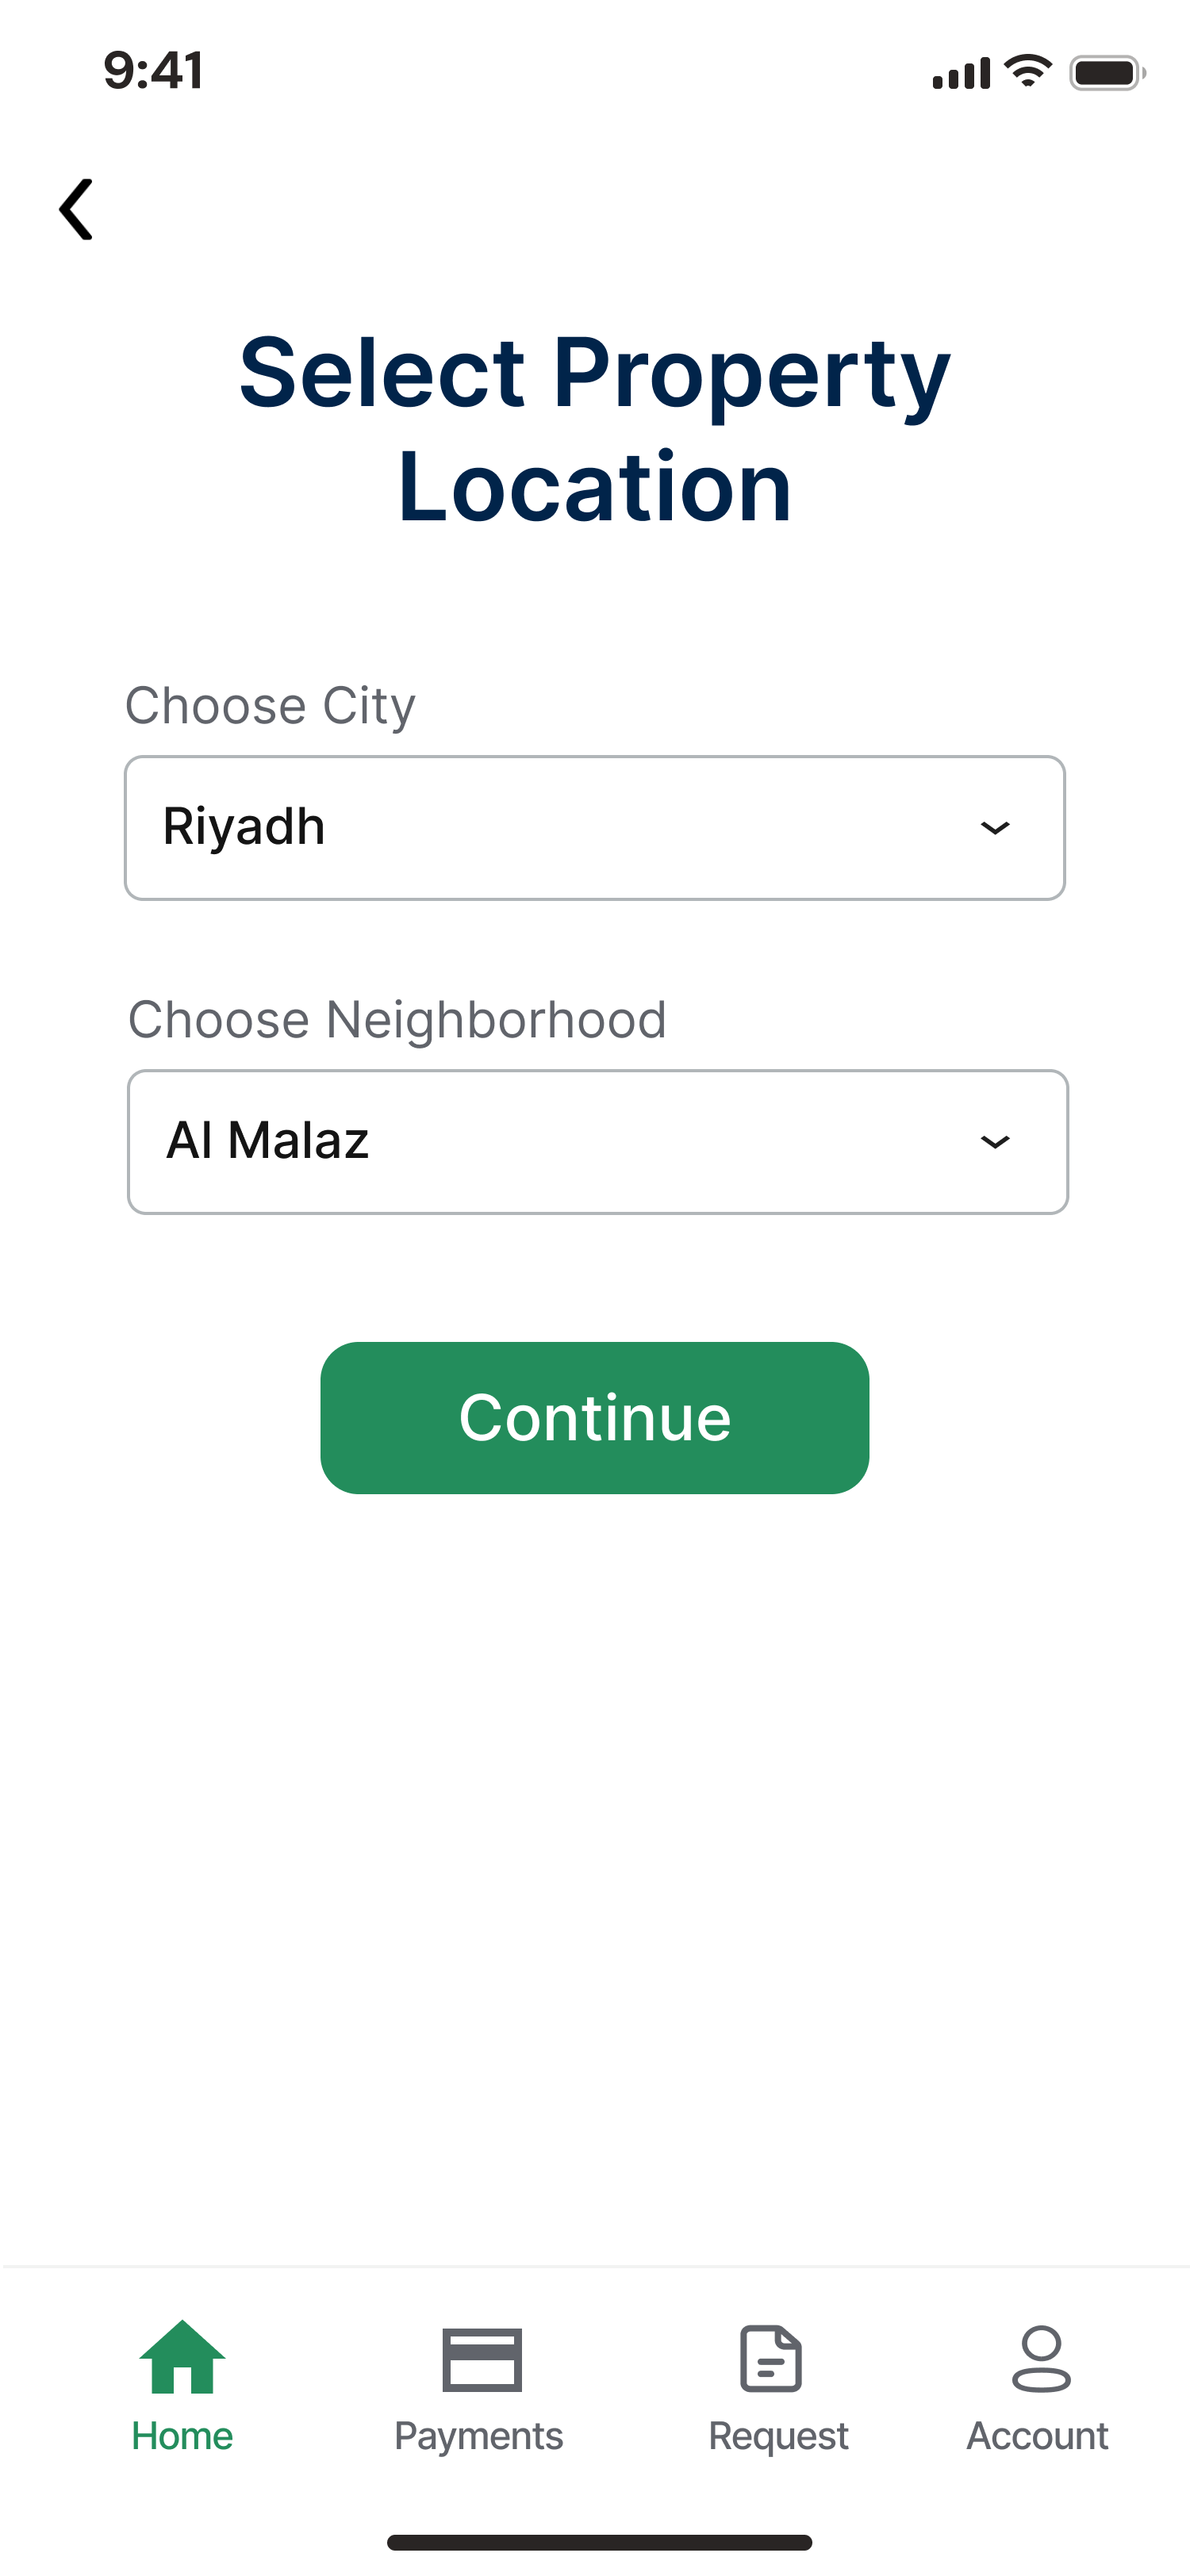 9:41
Select Property
Location
Choose City
Riyadh
Choose Neighborhood
Al Malaz
Continue
Home
Payments
Request
Account